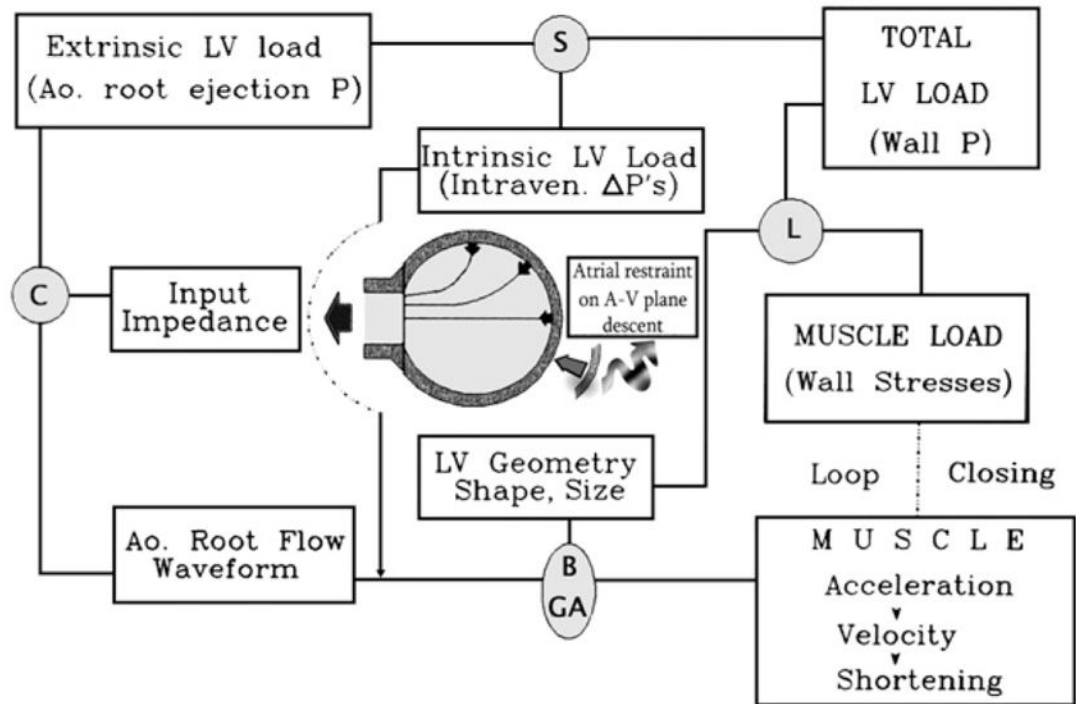 Extrinsic LV load
(Ao. root ejection P)
S
TOTAL
LV LOAD
(Wall P)
Intrinsic LV Load
(Intraven. ΔP's)
L
C
Input
Impedance
Atrial restraint
on A-V plane
descent
MUSCLE LOAD
(Wall Stresses)
LV Geometry
Shape, Size
Loop Closing
Ao. Root Flow
Waveform
B
GA
MUSCLE
Acceleration
Velocity
Shortening